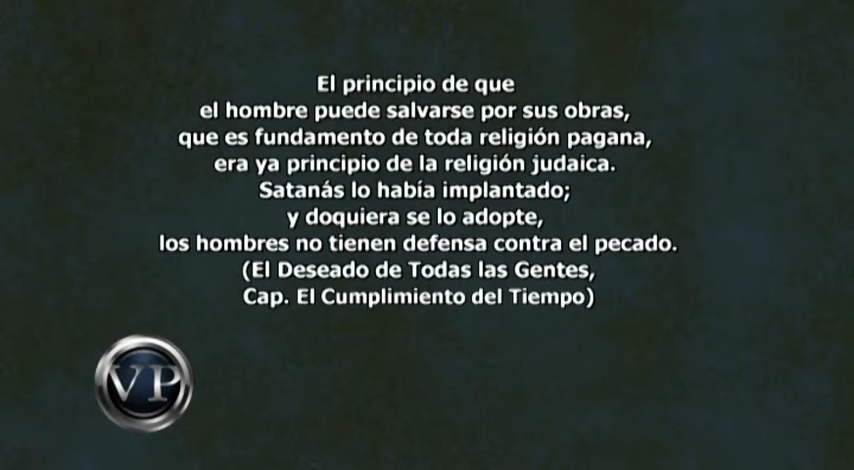 El principio de que
el hombre puede salvarse por sus obras,
que es fundamento de toda religión pagana,
era ya principio de la religión judaica.
Satanás lo había implantado;
y doquiera se lo adopte,
los hombres no tienen defensa contra el pecado.
(El Deseado de Todas las Gentes,
Cap. El Cumplimiento del Tiempo)
VP